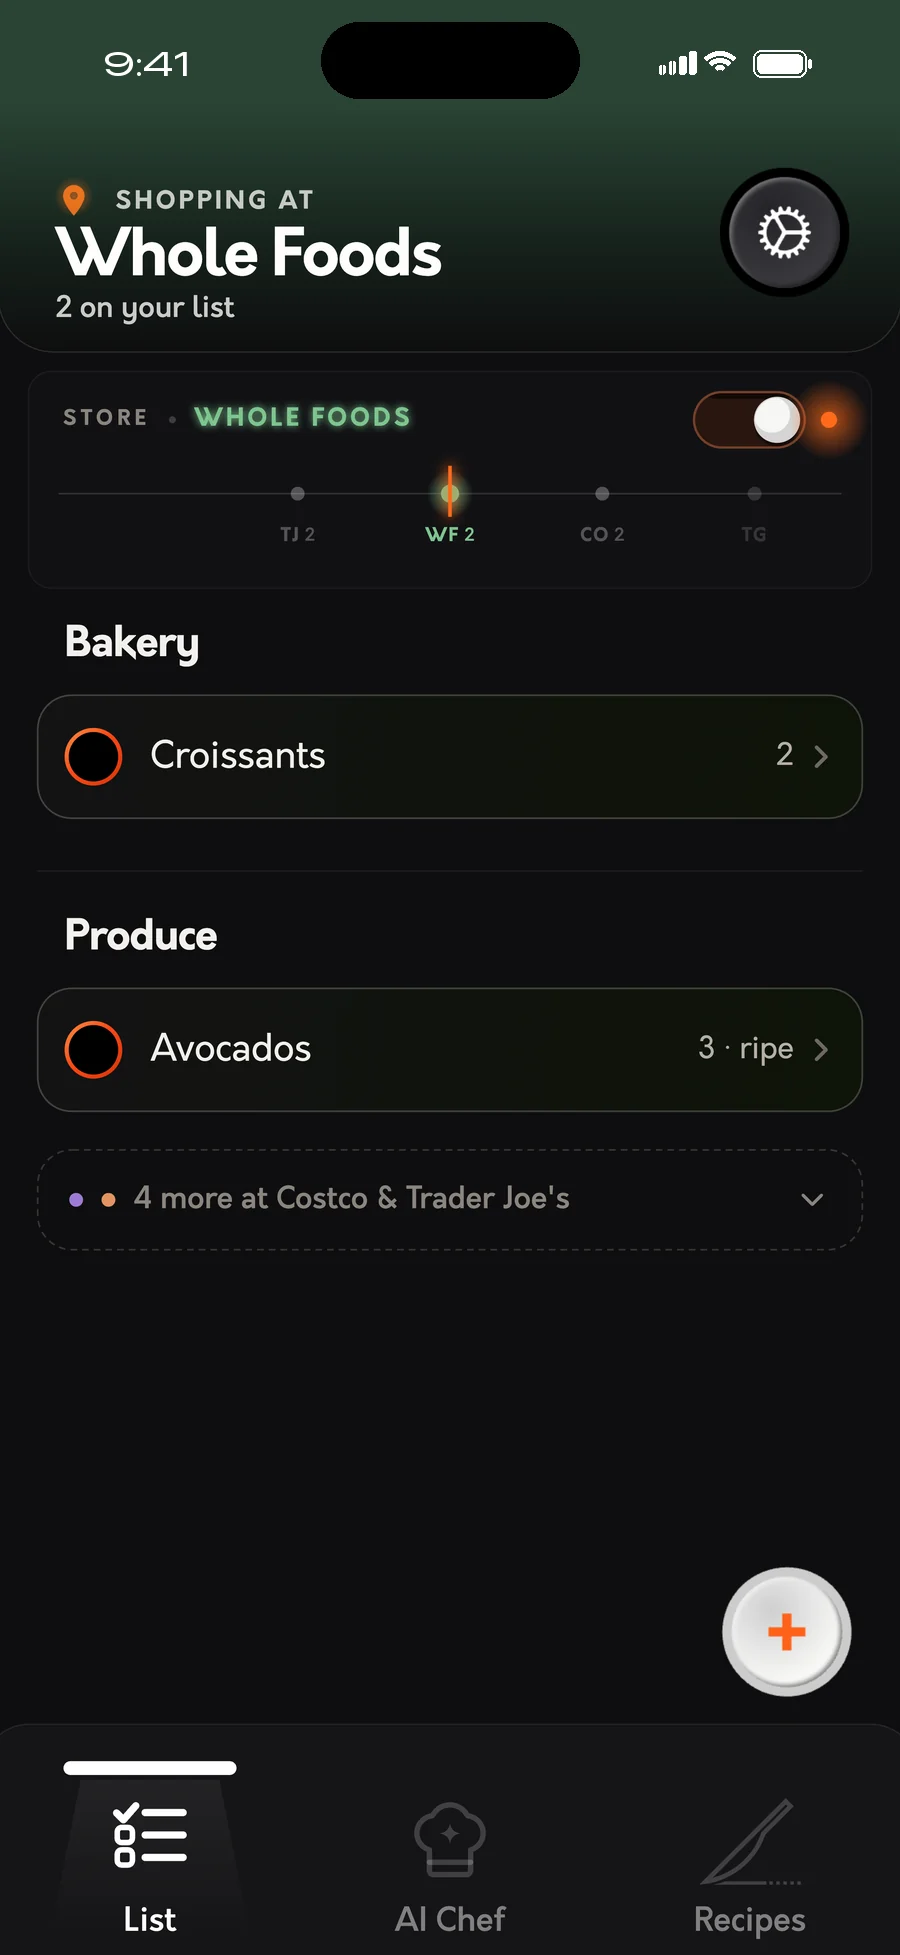 9:41
SHOPPING AT
Whole Foods
2 on your list
STORE • WHOLE FOODS
TJ 2 WF 2 CO 2 TG
Bakery
Croissants 2
Produce
Avocados 3 · ripe
4 more at Costco & Trader Joe's
List AI Chef Recipes